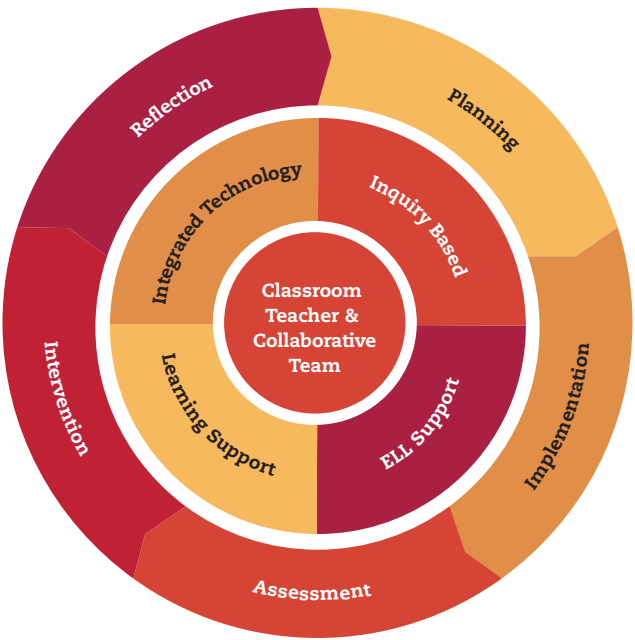 Reflection
Planning
Integrated Technology
Inquiry Based
Classroom
Teacher &
Collaborative
Team
Intervention
Implementation
Learning Support
ELL Support
Assessment